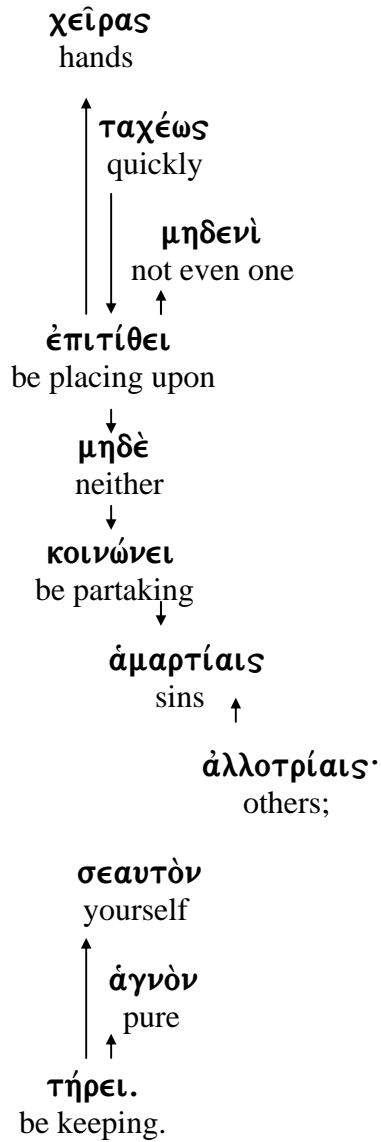 χεῖρας
hands
ταχέως
quickly
μηδενὶ
not even one
ἐπιτίθει
be placing upon
μηδὲ
neither
κοινώνει
be partaking
ἁμαρτίαις
sins
ἀλλοτρίαις·
others;
σεαυτὸν
yourself
ἁγνὸν
pure
τήρει.
be keeping.